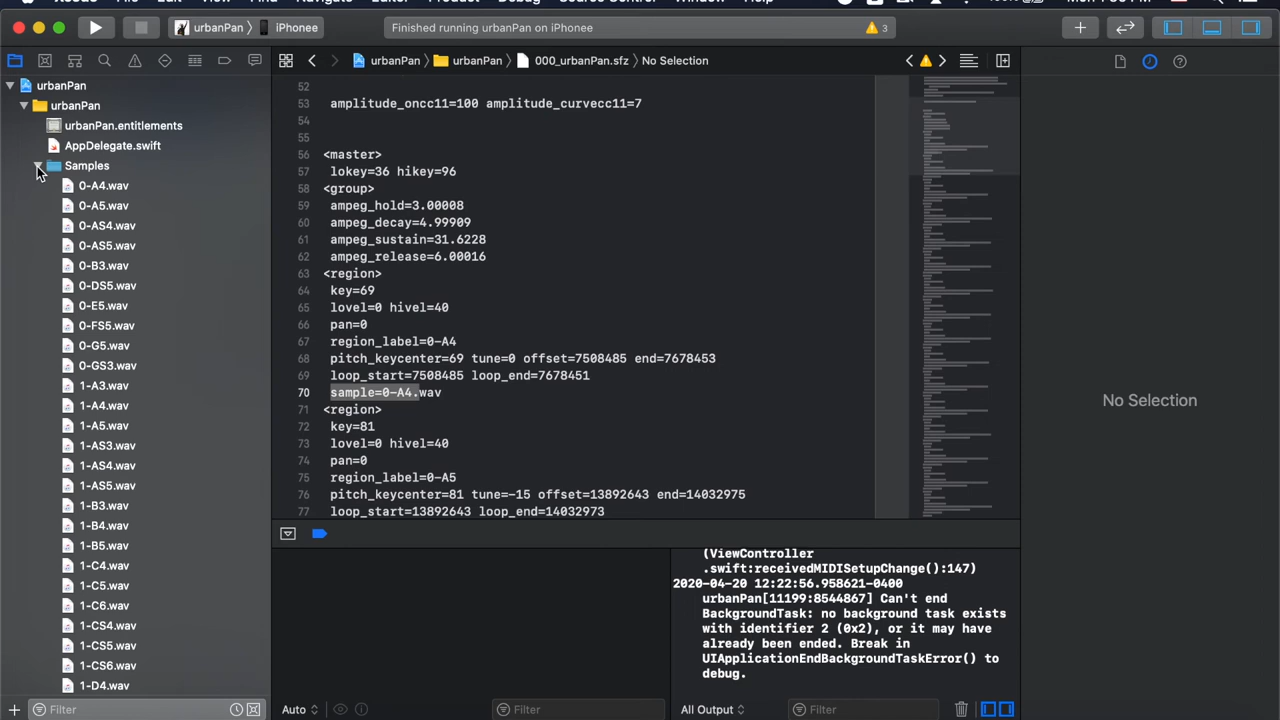 urbanPan
iPhone
Finished running urbanPan on iPhonee
3
urbanPan
urbanPan
000_urbanPan.sfz
No Selection
urbanPan
urbanPan
urbanPan.entitlements
AppDelegate.swift
Samples
0-A4.wav
0-A5.wav
0-AS5.wav
0-B3.wav
0-DS5.wav
0-E5.wav
0-FS5.wav
0-G5.wav
0-GS3.wav
1-A3.wav
1-A4.wav
1-A5.wav
1-AS3.wav
1-AS4.wav
1-AS5.wav
1-B3.wav
1-B4.wav
1-B5.wav
1-C4.wav
1-C5.wav
1-C6.wav
1-CS4.wav
1-CS5.wav
1-CS6.wav
1-D4.wav
Filter
52
53 amplitude_oncc11=100 amplitude_curvecc11=7
54
55
56 <master>
57 lokey=36 hikey=96
58 <group>
59 ampeg_hold=3.00008
60 ampeg_decay=4.99909
61 ampeg_sustain=31.622
62
63 <region>
64 key=69
65 lovel=0 hivel=40
66 pan=0
67 region_label=0-A4
68 pitch_keycenter=69 tune=0 offset=7508485 end=7678453
69 loop_start=7508485 loop_end=7678451
70 sample= .wav
71 <region>
72 key=81
73 lovel=0 hivel=40
74 pan=0
75 region_label=0-A5
76 pitch_keycenter=81 tune=15 offset=13892643 end=14032975
77 loop_start=13892643 loop_end=14032973
(ViewController
.swift:receivedMIDISetupChange():147)
2020-04-20 12:22:56.958621-0400
urbanPan[11199:8544867] Can't end
BackgroundTask: no background task exists
with identifier 2 (0x2), or it may have
already been ended. Break in
UIApplicationEndBackgroundTaskError() to
debug.
Auto
Filter
All Output
Filter
No Selection